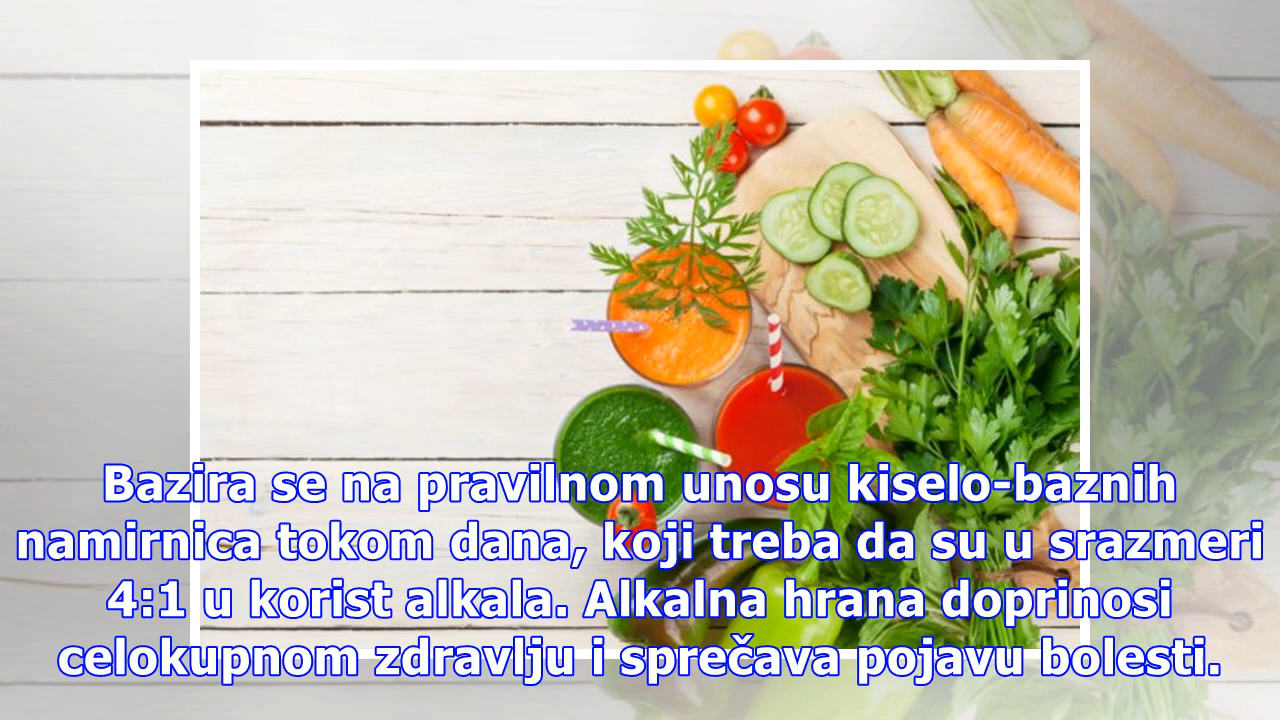 Bazira se na pravilnom unosu kiselo-baznih
namirnica tokom dana, koji treba da su u srazmeri
4:1 u korist alkala. Alkalna hrana doprinosi
celokupnom zdravlju i sprečava pojavu bolesti.